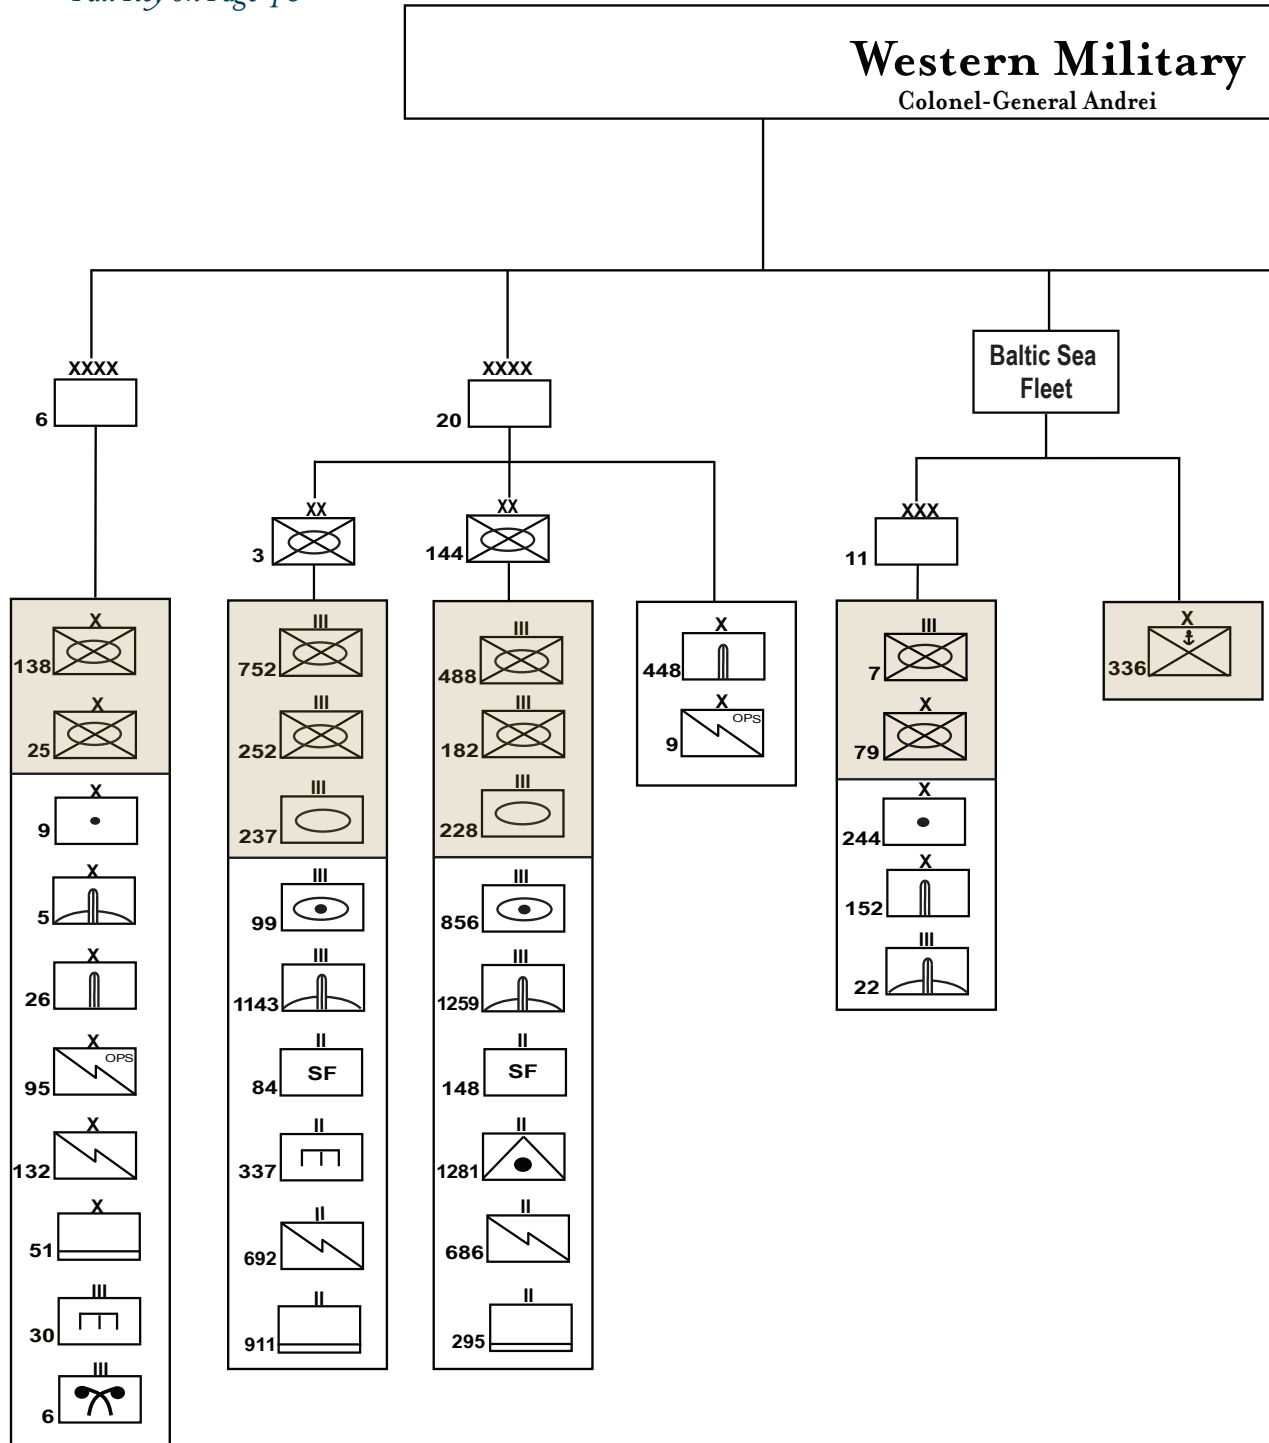 Western Military
Colonel-General Andrei
XXXX
6
XXXX
20
Baltic Sea
Fleet
XX
3
XX
144
XXX
11
X
138
X
25
X
9
X
5
X
26
X
OPS
95
X
132
X
51
III
30
III
6
III
752
III
252
III
237
III
99
III
1143
II
SF
84
II
337
II
692
II
911
III
488
III
182
III
228
III
856
III
1259
II
SF
148
II
1281
II
686
II
295
X
448
X
OPS
9
III
7
X
79
X
244
X
152
III
22
X
336